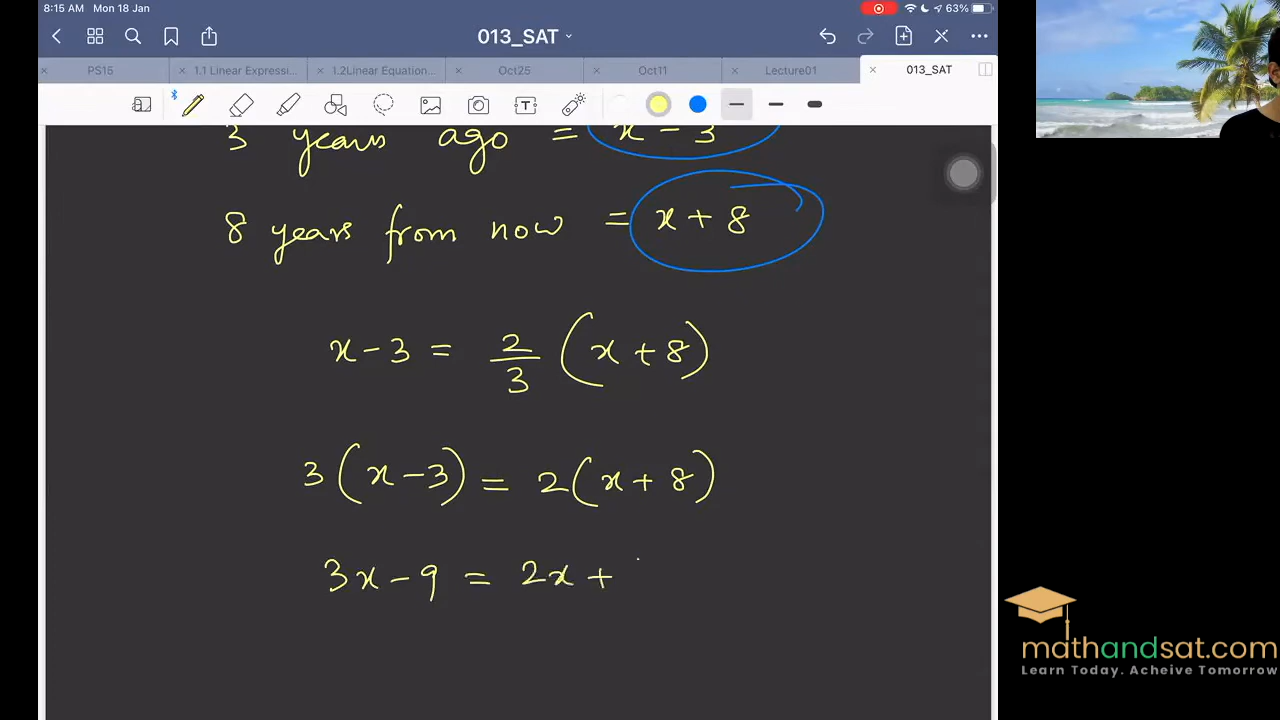 8:15 AM Mon 18 Jan
63%
013_SAT
PS15
1.1 Linear Expressi...
1.2Linear Equation...
Oct25
Oct11
Lecture01
013_SAT
3 years ago = x - 3
8 years from now = x + 8
x - 3 = 2/3 (x + 8)
3(x - 3) = 2(x + 8)
3x - 9 = 2x +
mathandsat.com
Learn Today. Acheive Tomorrow